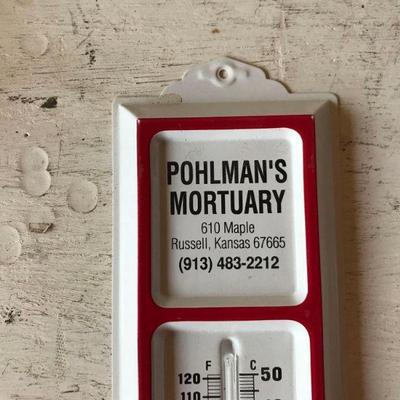 POHLMAN'S
MORTUARY
610 Maple
Russell, Kansas 67665
(913) 483-2212
F C
120 50
110